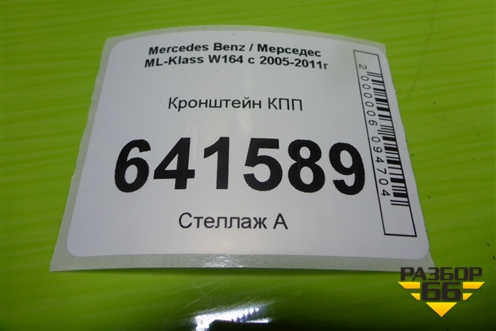 Mercedes Benz / Мерседес
ML-Klass W164 с 2005-2011г
Кронштейн КПП
641589
Стеллаж А
2000006094704
РАЗБОР
66